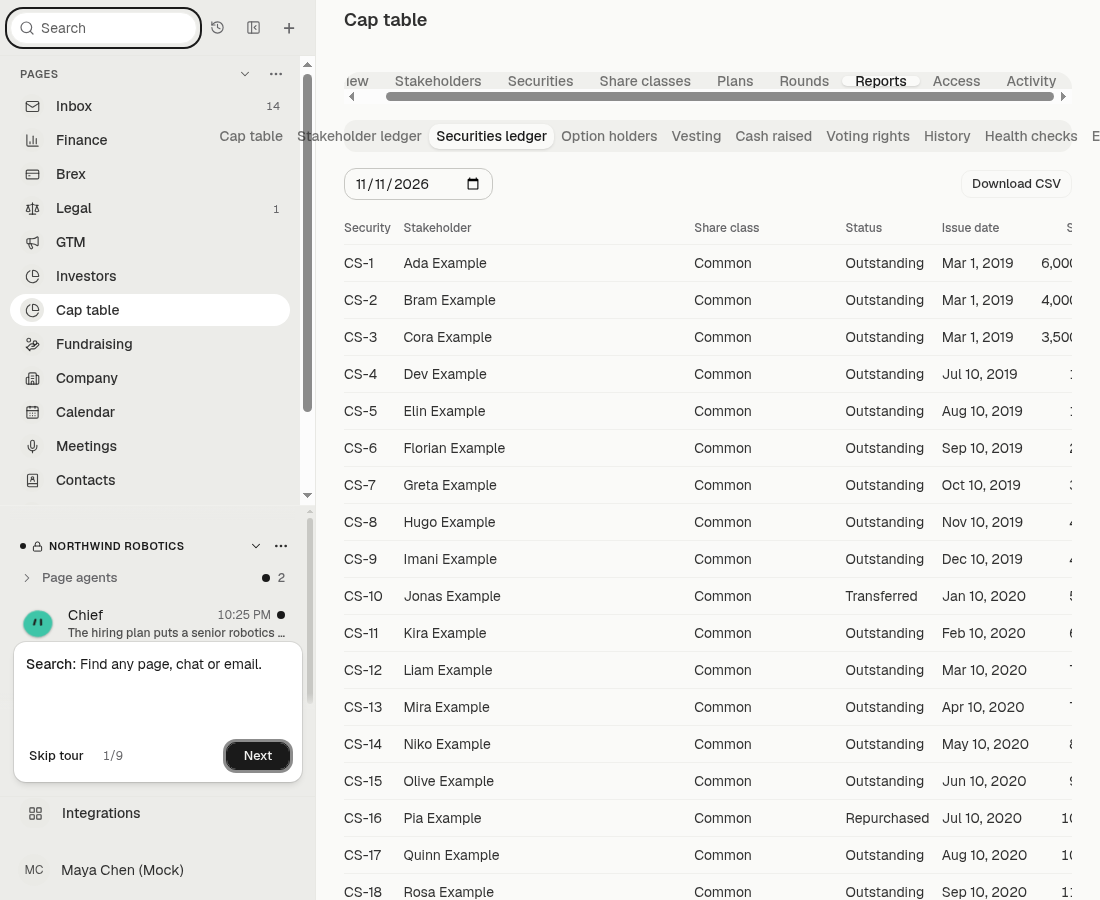 Search
PAGES
Inbox 14
Finance
Brex
Legal 1
GTM
Investors
Cap table
Fundraising
Company
Calendar
Meetings
Contacts
NORTHWIND ROBOTICS
Page agents 2
Chief 10:25 PM
The hiring plan puts a senior robotics ...
Search: Find any page, chat or email.
Skip tour 1/9 Next
Integrations
MC Maya Chen (Mock)
Cap table
Stakeholders Securities Share classes Plans Rounds Reports Access Activity
Cap table Stakeholder ledger Securities ledger Option holders Vesting Cash raised Voting rights History Health checks
11/11/2026 Download CSV
Security Stakeholder Share class Status Issue date
CS-1 Ada Example Common Outstanding Mar 1, 2019
CS-2 Bram Example Common Outstanding Mar 1, 2019
CS-3 Cora Example Common Outstanding Mar 1, 2019
CS-4 Dev Example Common Outstanding Jul 10, 2019
CS-5 Elin Example Common Outstanding Aug 10, 2019
CS-6 Florian Example Common Outstanding Sep 10, 2019
CS-7 Greta Example Common Outstanding Oct 10, 2019
CS-8 Hugo Example Common Outstanding Nov 10, 2019
CS-9 Imani Example Common Outstanding Dec 10, 2019
CS-10 Jonas Example Common Transferred Jan 10, 2020
CS-11 Kira Example Common Outstanding Feb 10, 2020
CS-12 Liam Example Common Outstanding Mar 10, 2020
CS-13 Mira Example Common Outstanding Apr 10, 2020
CS-14 Niko Example Common Outstanding May 10, 2020
CS-15 Olive Example Common Outstanding Jun 10, 2020
CS-16 Pia Example Common Repurchased Jul 10, 2020
CS-17 Quinn Example Common Outstanding Aug 10, 2020
CS-18 Rosa Example Common Outstanding Sep 10, 2020